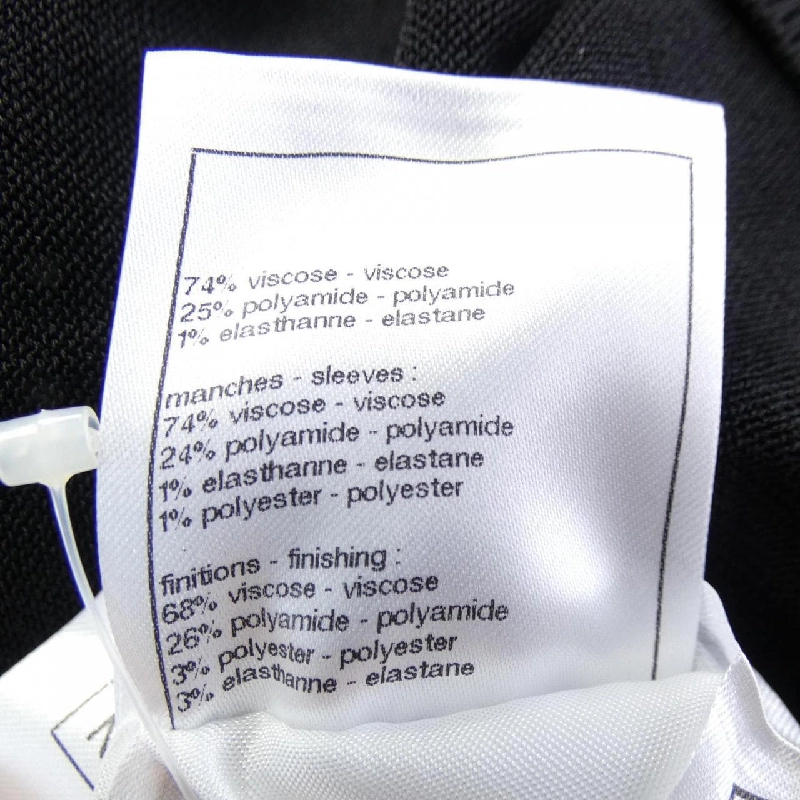 74% viscose - viscose
25% polyamide - polyamide
1% elasthanne - elastane
manches - sleeves :
74% viscose - viscose
24% polyamide - polyamide
1% elasthanne - elastane
1% polyester - polyester
finitions - finishing :
68% viscose - viscose
26% polyamide - polyamide
3% polyester - polyester
3% elasthanne - elastane